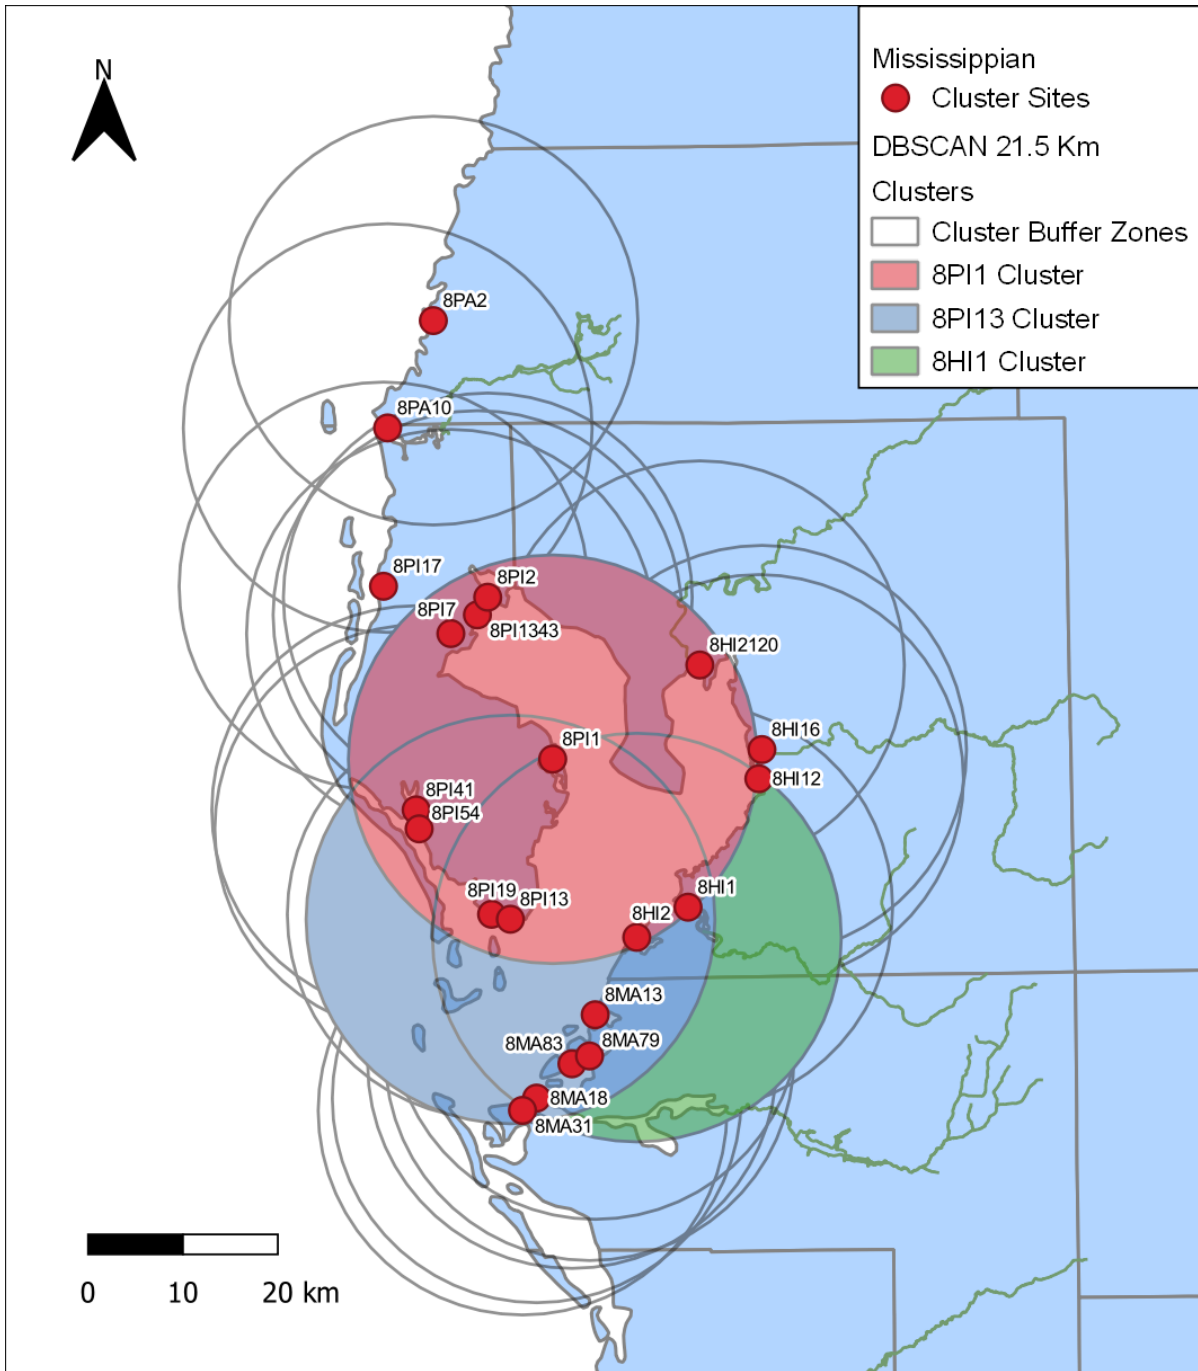 N
Mississippian
Cluster Sites
DBSCAN 21.5 Km
Clusters
Cluster Buffer Zones
8PI1 Cluster
8PI13 Cluster
8HI1 Cluster
8PA2
8PA10
8PI17
8PI2
8PI7
8PI1343
8HI2120
8PI1
8HI16
8HI12
8PI41
8PI54
8PI19
8PI13
8HI1
8HI2
8MA13
8MA83
8MA79
8MA18
8MA31
0 10 20 km